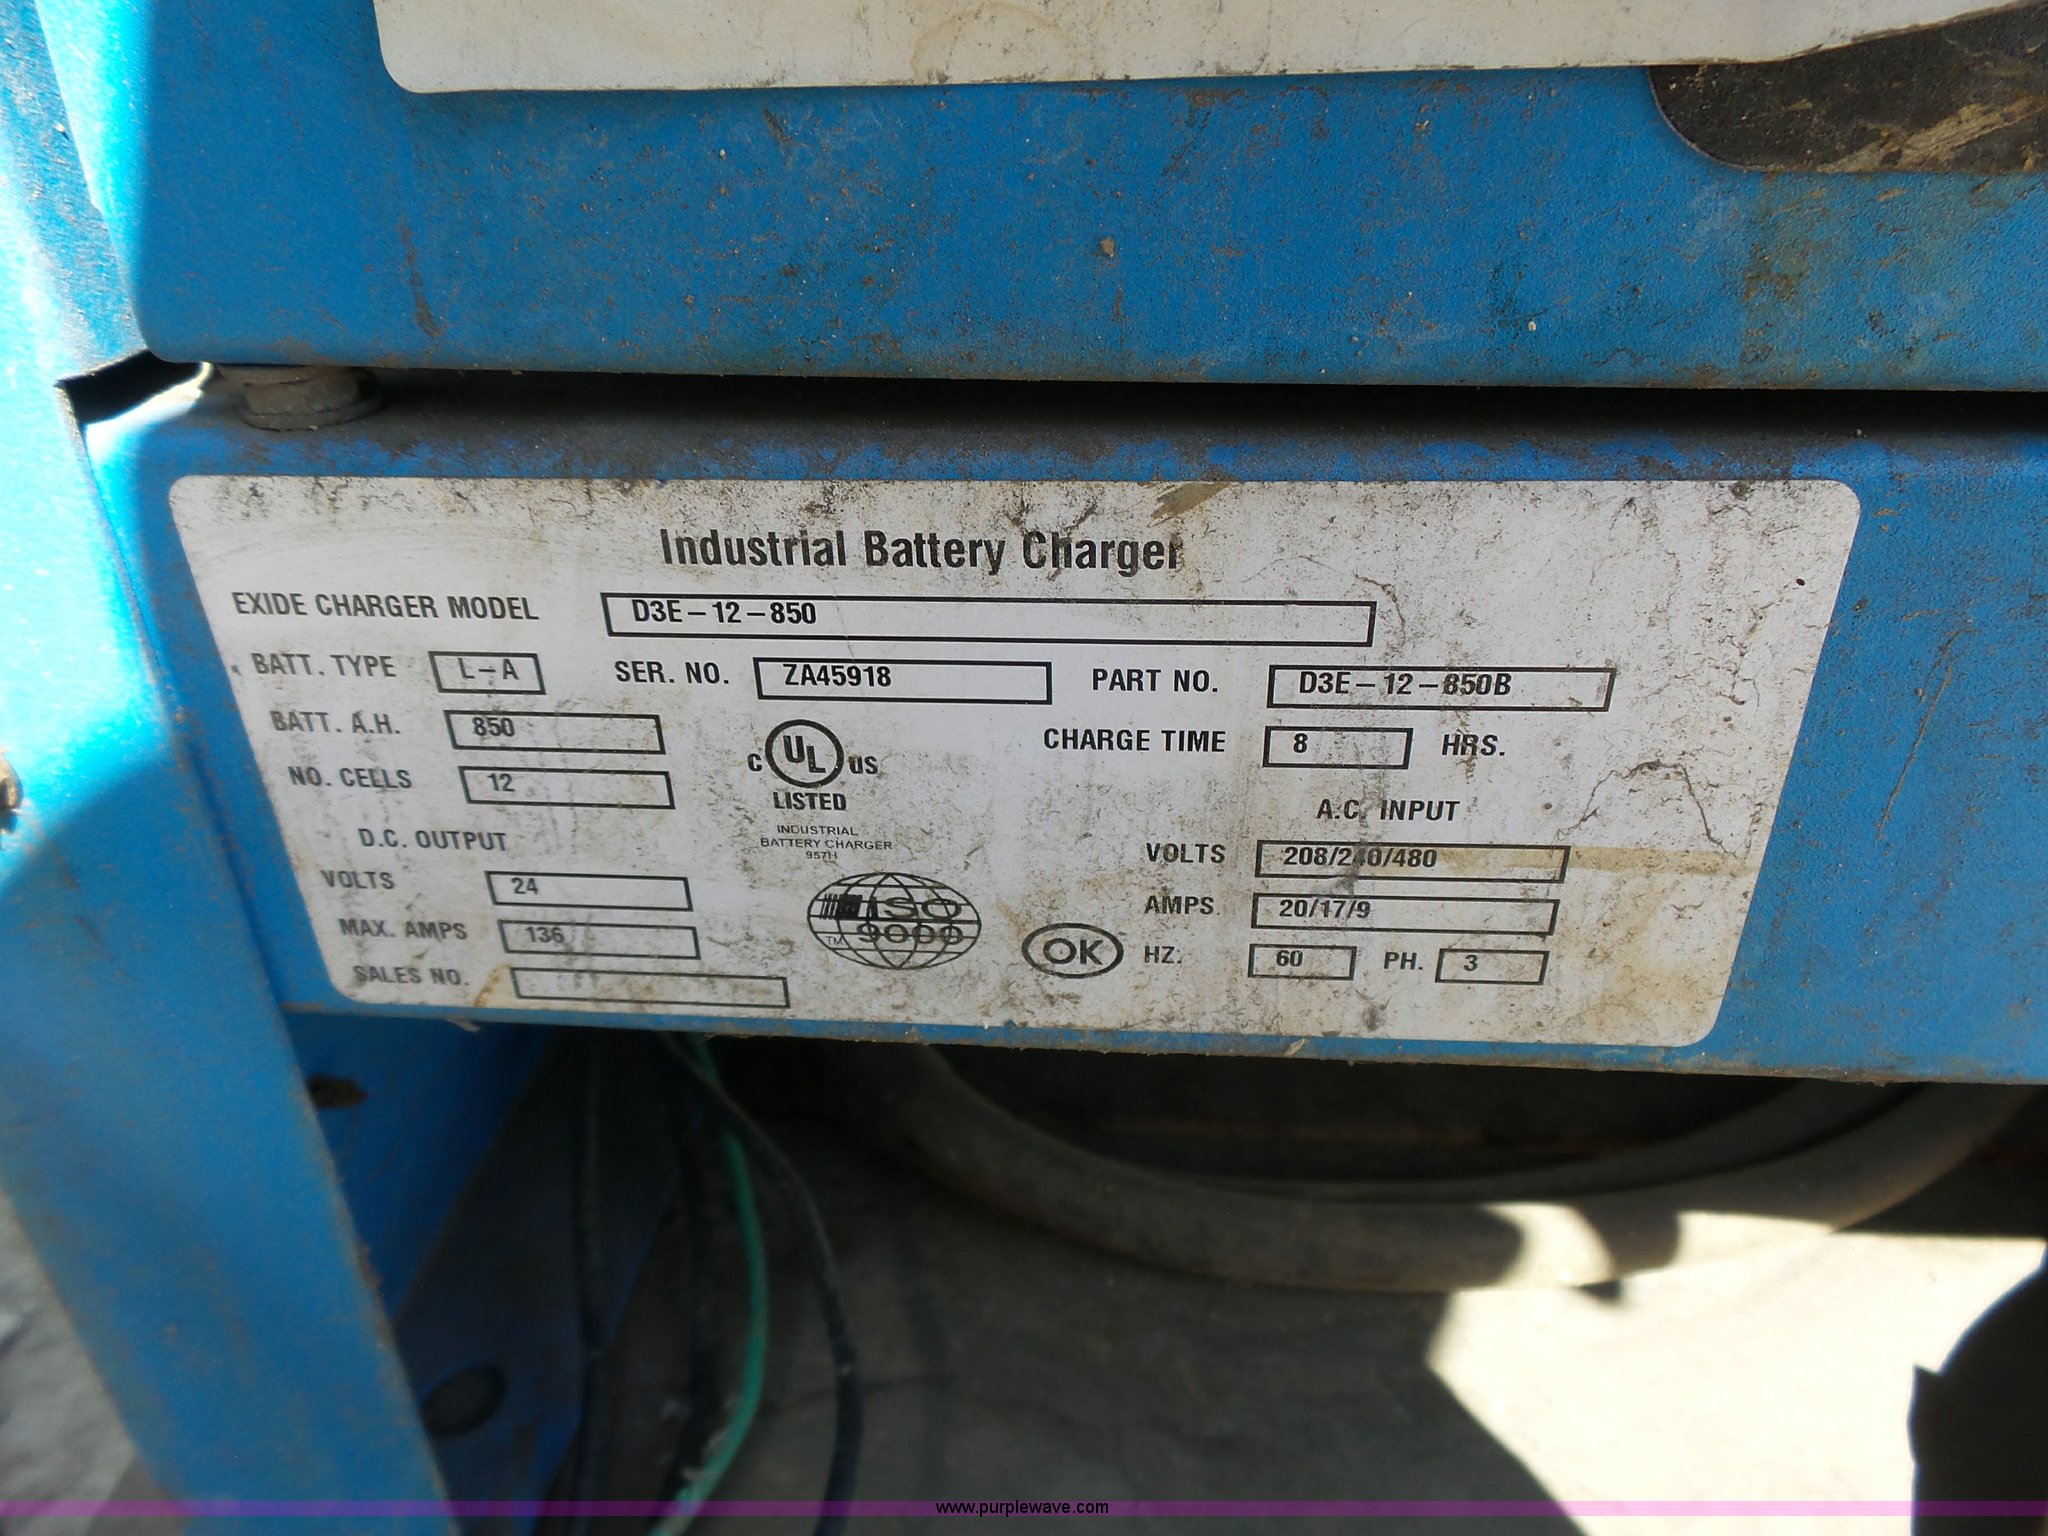 Industrial Battery Charger
EXIDE CHARGER MODEL D3E-12-850
BATT. TYPE L-A SER. NO. ZA45918 PART NO. D3E-12-850B
BATT. A.H. 850 CHARGE TIME 8 HRS.
NO. CELLS 12
C UL US
LISTED
INDUSTRIAL
BATTERY CHARGER
957H
D.C. OUTPUT
VOLTS 24
MAX. AMPS 136
SALES NO.
ISO
9000
TM
OK
A.C. INPUT
VOLTS 208/240/480
AMPS 20/17/9
HZ. 60 PH. 3
www.purplewave.com